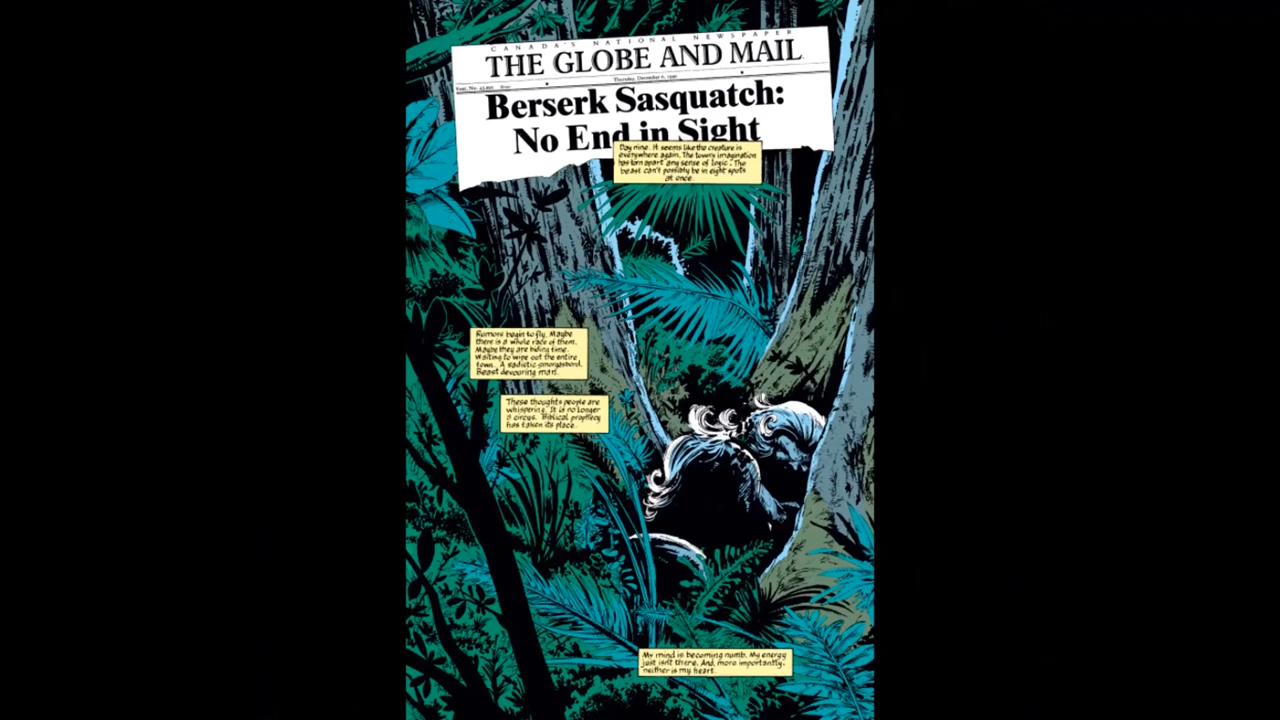 CANADA'S NATIONAL NEWSPAPER
THE GLOBE AND MAIL
Thursday, December 6, 1990
Berserk Sasquatch:
No End in Sight
Day nine. It seems like the creature is
everywhere again. The town's imagination
has torn apart any sense of logic. The
beast can't possibly be in eight spots
at once.
Rumors begin to fly. Maybe
there is a whole race of them.
Maybe they are biding time.
Waiting to wipe out the entire
town. A sadistic smorgasbord.
Beast devouring man.
These thoughts people are
whispering. It is no longer
a circus. Biblical prophecy
has taken its place.
My mind is becoming numb. My energy
just isn't there. And, more importantly,
neither is my heart.